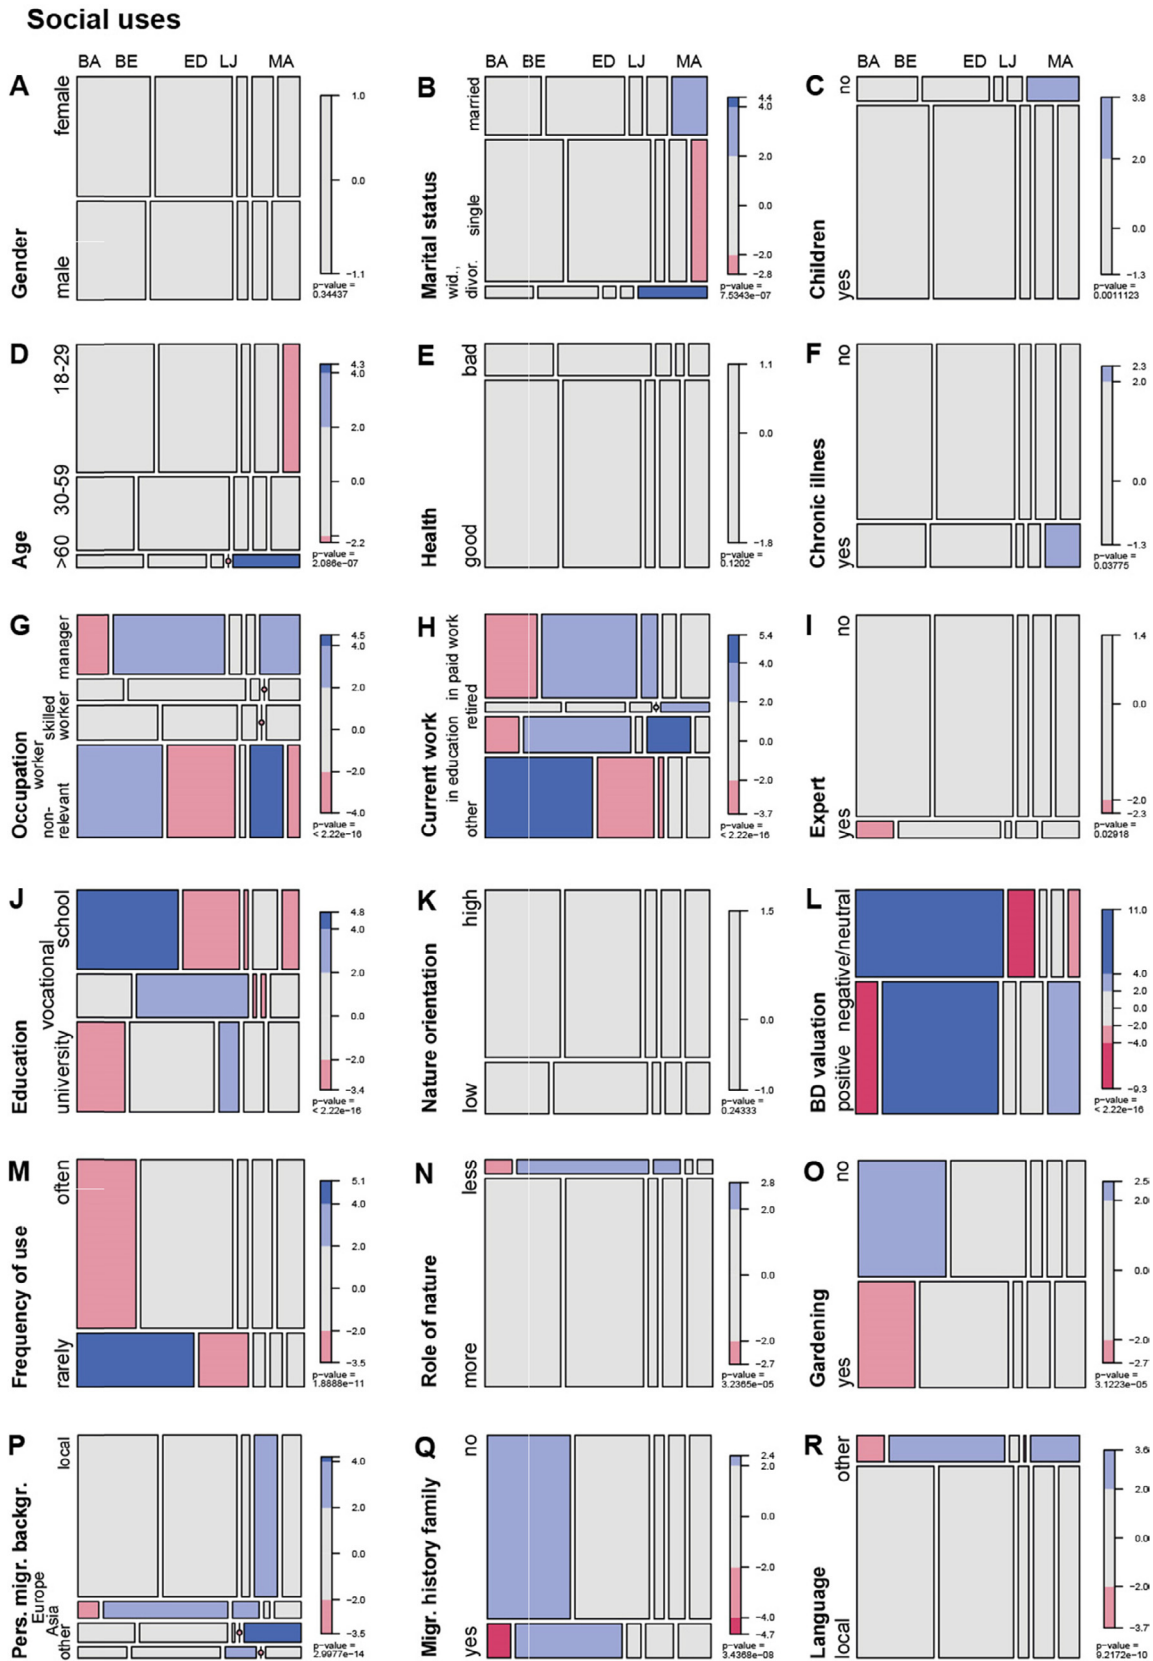 Social uses
BA BE ED LJ MA
BA BE ED LJ MA
BA BE ED LJ MA
A
Gender
female
male
1.0
0.0
−1.1
p−value =
0.34437
B
Marital status
married
single
wid.,
divor.
4.4
4.0
2.0
0.0
−2.0
−2.8
p−value =
7.5343e−07
C
Children
no
yes
3.8
2.0
0.0
−1.3
p−value =
0.0011123
D
Age
18-29
30-59
>60
4.3
4.0
2.0
0.0
−2.2
p−value =
2.086e−07
E
Health
bad
good
1.1
0.0
−1.8
p−value =
0.1202
F
Chronic illnes
no
yes
2.3
2.0
0.0
−1.3
p−value =
0.03775
G
Occupation
manager
skilled
worker
worker
non-
relevant
4.5
4.0
2.0
0.0
−2.0
−4.0
p−value =
< 2.22e−16
H
Current work
in paid work
retired
in education
other
5.4
4.0
2.0
0.0
−2.0
−3.7
p−value =
< 2.22e−16
I
Expert
no
yes
1.4
0.0
−2.0
−2.3
p−value =
0.02918
J
Education
school
vocational
university
4.8
4.0
2.0
0.0
−2.0
−3.4
p−value =
< 2.22e−16
K
Nature orientation
high
low
1.5
0.0
−1.0
p−value =
0.24333
L
BD valuation
negative/neutral
positive
11.0
4.0
2.0
0.0
−2.0
−4.0
−9.3
p−value =
< 2.22e−16
M
Frequency of use
often
rarely
5.1
4.0
2.0
0.0
−2.0
−3.5
p−value =
1.8888e−11
N
Role of nature
less
more
2.8
2.0
0.0
−2.0
−2.7
p−value =
3.2365e−05
O
Gardening
no
yes
2.5
2.0
0.0
−2.0
−2.7
p−value =
3.1223e−05
P
Pers. migr. backgr.
local
Europe
Asia
other
4.0
2.0
0.0
−2.0
−3.5
p−value =
2.9977e−14
Q
Migr. history family
no
yes
2.4
2.0
0.0
−2.0
−4.0
−4.7
p−value =
3.4368e−08
R
Language
other
local
3.6
2.0
0.0
−2.0
−3.7
p−value =
9.2172e−10